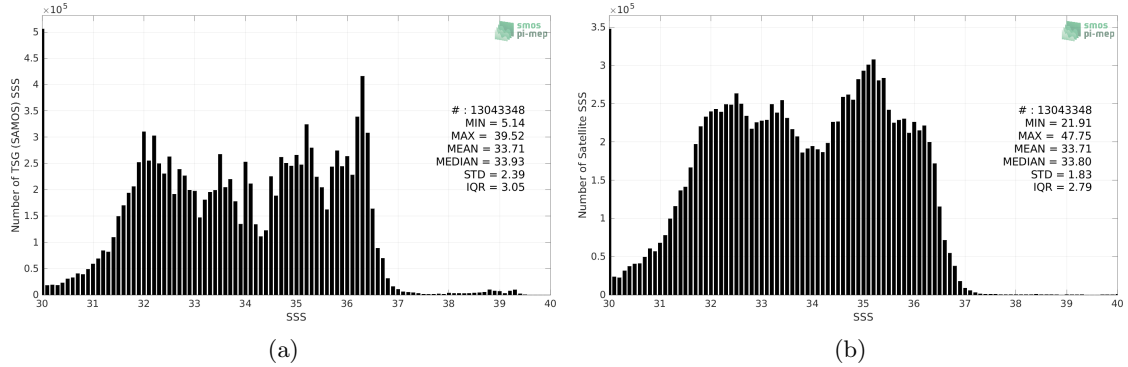 ×10⁵
5
4.5
4
3.5
3
2.5
2
1.5
1
0.5
0
Number of TSG (SAMOS) SSS
30 31 32 33 34 35 36 37 38 39 40
SSS
smos
pi-mep
# : 13043348
MIN = 5.14
MAX = 39.52
MEAN = 33.71
MEDIAN = 33.93
STD = 2.39
IQR = 3.05
(a)
×10⁵
3.5
3
2.5
2
1.5
1
0.5
0
Number of Satellite SSS
30 31 32 33 34 35 36 37 38 39 40
SSS
smos
pi-mep
# : 13043348
MIN = 21.91
MAX = 47.75
MEAN = 33.71
MEDIAN = 33.80
STD = 1.83
IQR = 2.79
(b)